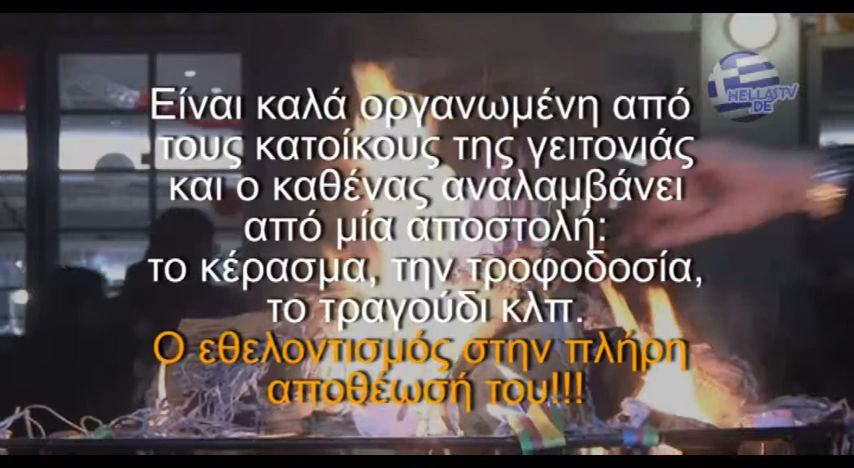 HELLASTV
.DE
Είναι καλά οργανωμένη από
τους κατοίκους της γειτονιάς
και ο καθένας αναλαμβάνει
από μία αποστολή:
το κέρασμα, την τροφοδοσία,
το τραγούδι κλπ.
Ο εθελοντισμός στην πλήρη
αποθέωσή του!!!